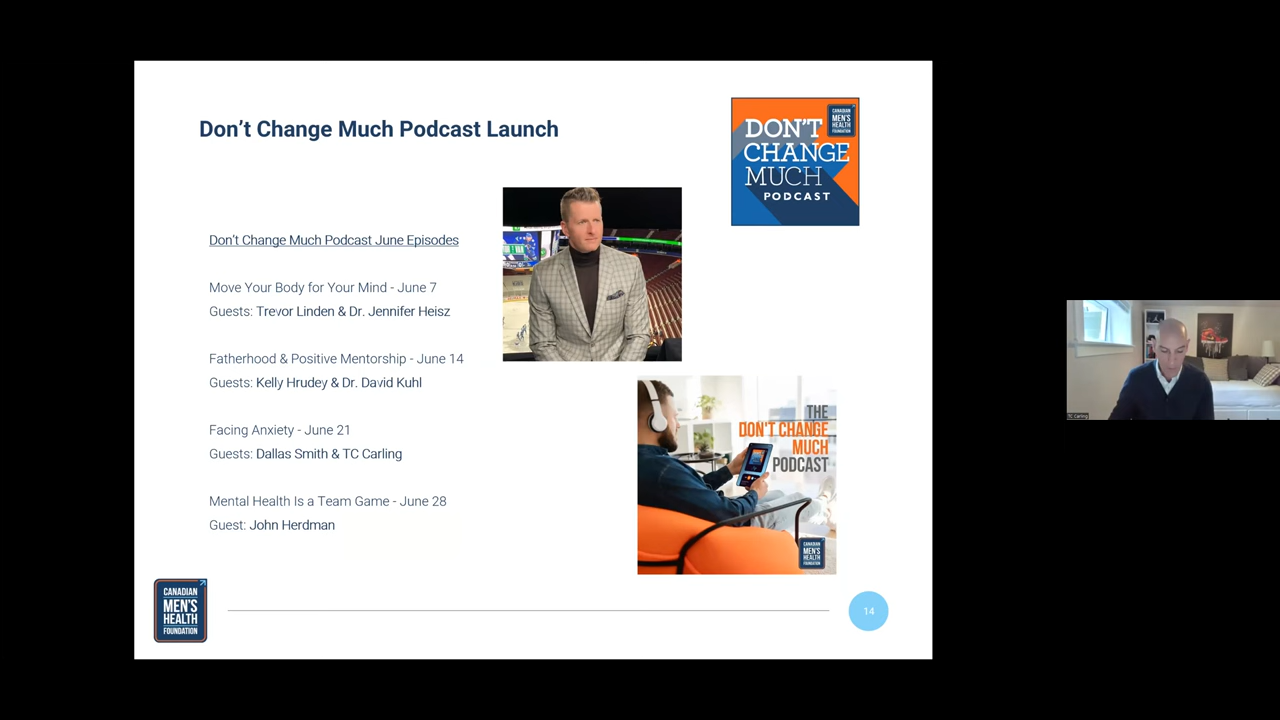 Don't Change Much Podcast Launch
DON'T
CHANGE
MUCH
PODCAST
CANADIAN
MEN'S
HEALTH
FOUNDATION
Don't Change Much Podcast June Episodes
Move Your Body for Your Mind - June 7
Guests: Trevor Linden & Dr. Jennifer Heisz
Fatherhood & Positive Mentorship - June 14
Guests: Kelly Hrudey & Dr. David Kuhl
Facing Anxiety - June 21
Guests: Dallas Smith & TC Carling
Mental Health Is a Team Game - June 28
Guest: John Herdman
THE
DON'T CHANGE
MUCH
PODCAST
CANADIAN
MEN'S
HEALTH
FOUNDATION
CANADIAN
MEN'S
HEALTH
FOUNDATION
14
TC Carling